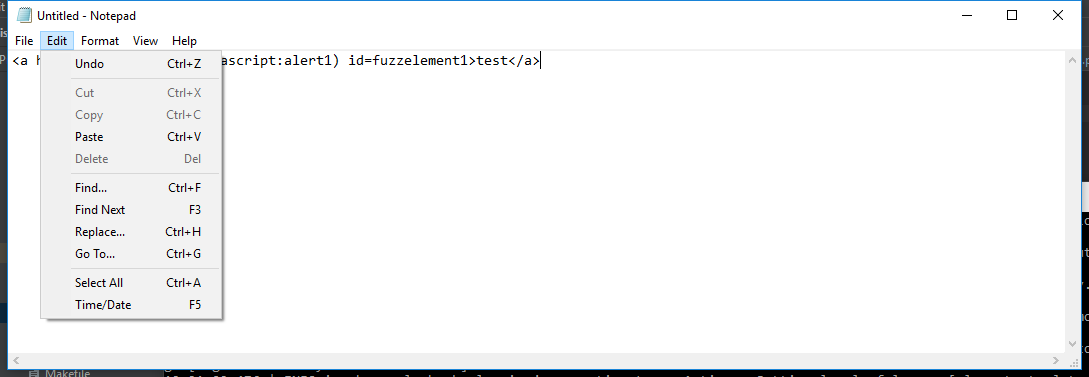 Untitled - Notepad
File Edit Format View Help
<a h ascript:alert1) id=fuzzelement1>test</a>
Undo Ctrl+Z
Cut Ctrl+X
Copy Ctrl+C
Paste Ctrl+V
Delete Del
Find... Ctrl+F
Find Next F3
Replace... Ctrl+H
Go To... Ctrl+G
Select All Ctrl+A
Time/Date F5
Makefile